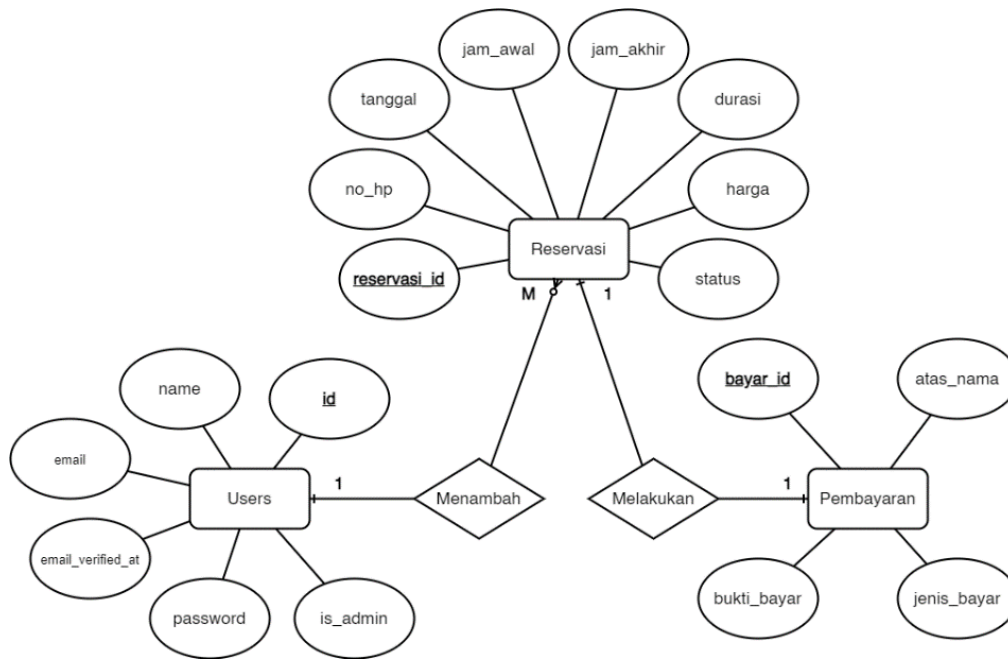 jam_awal
jam_akhir
tanggal
durasi
no_hp
harga
Reservasi
reservasi_id
status
M
1
name
id
bayar_id
atas_nama
email
Users
1
Menambah
Melakukan
1
Pembayaran
email_verified_at
password
is_admin
bukti_bayar
jenis_bayar